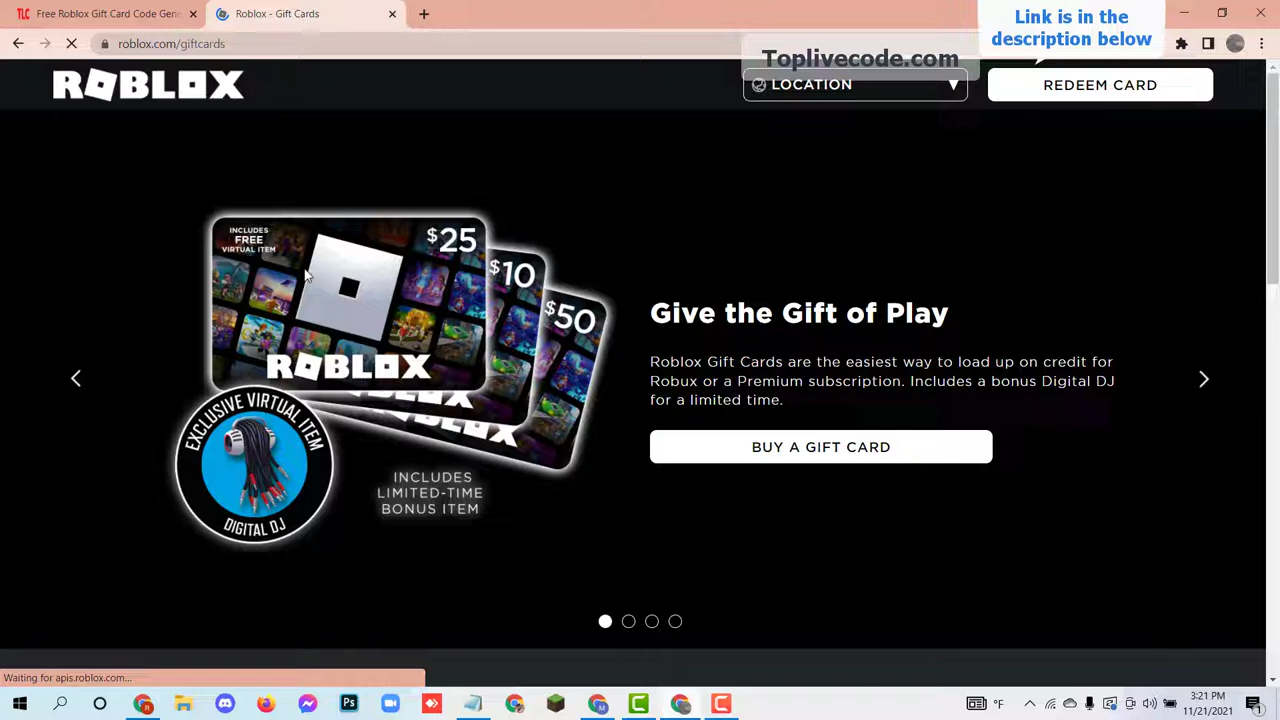 Free Roblox Gift Card Code Gene
Roblox - Gift Cards
Link is in the
description below
roblox.com/giftcards
Toplivecode.com
ROBLOX
LOCATION
REDEEM CARD
INCLUDES
FREE
VIRTUAL ITEM
$25
$10
$50
ROBLOX
EXCLUSIVE VIRTUAL ITEM
DIGITAL DJ
INCLUDES
LIMITED-TIME
BONUS ITEM
Give the Gift of Play
Roblox Gift Cards are the easiest way to load up on credit for
Robux or a Premium subscription. Includes a bonus Digital DJ
for a limited time.
BUY A GIFT CARD
Waiting for apis.roblox.com...
°F
3:21 PM
11/21/2021